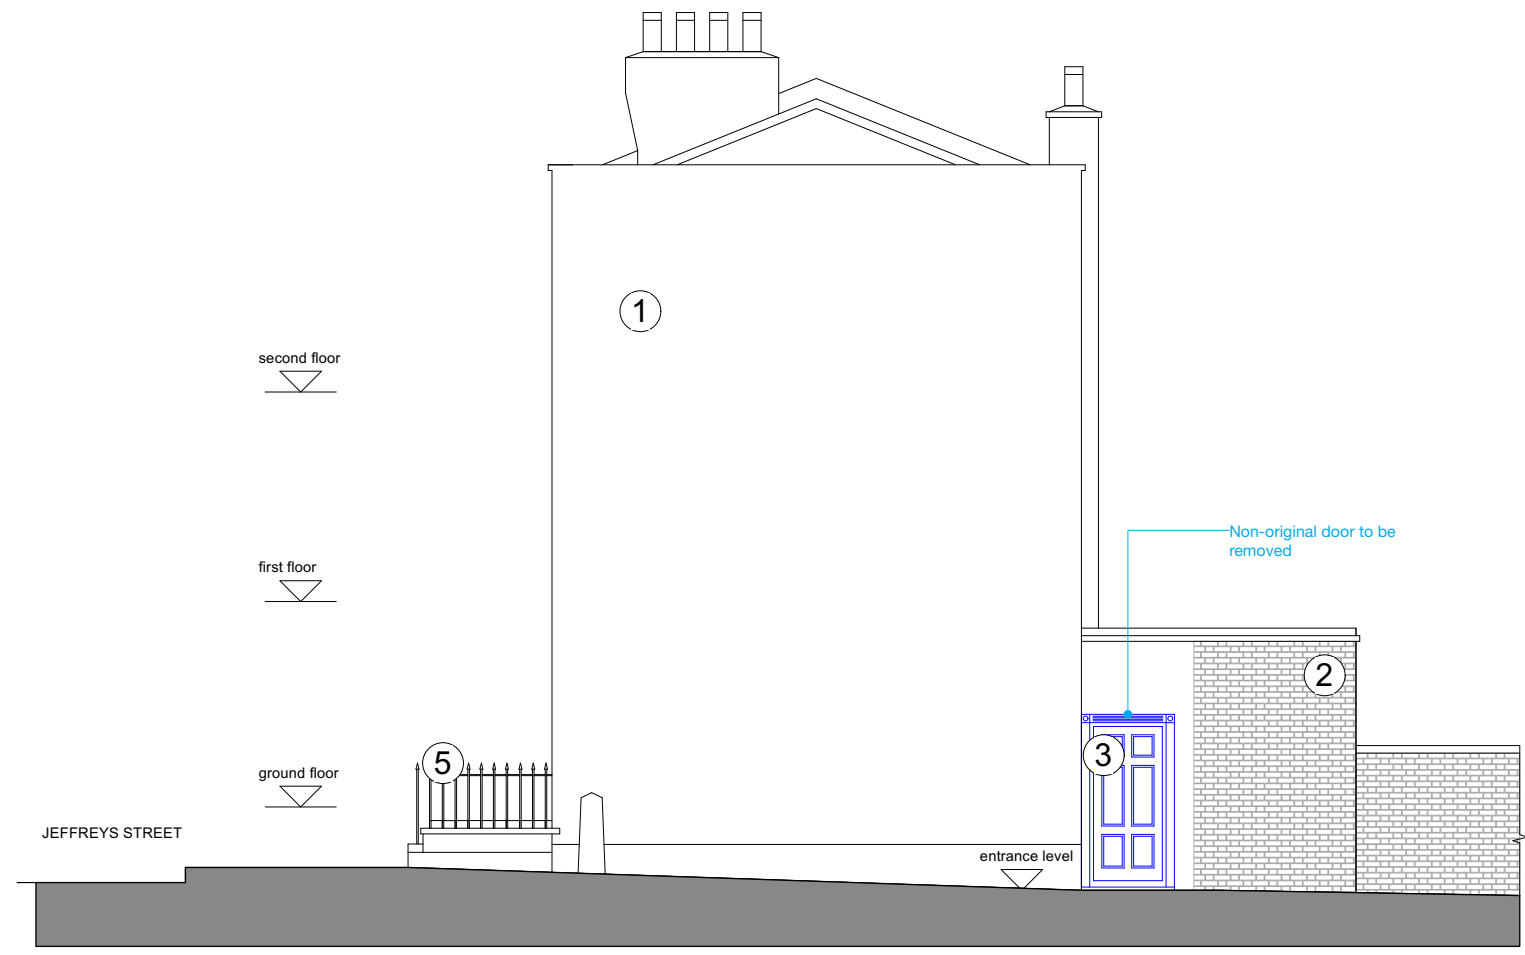 1
second floor
Non-original door to be
removed
first floor
2
3
5
ground floor
JEFFREYS STREET
entrance level